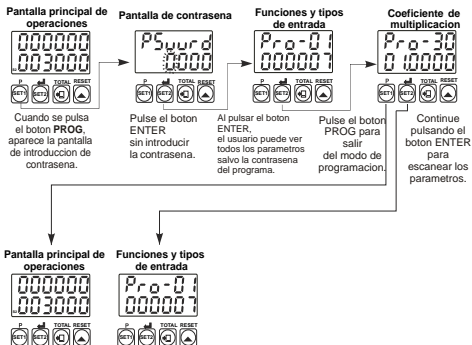 Pantalla principal de
operaciones
000000
003000
P TOTAL RESET
SET1 SET2
Cuando se pulsa
el boton PROG,
aparece la pantalla
de introduccion de
contrasena.
Pantalla de contrasena
PSword
0000
P TOTAL RESET
SET1 SET2
Pulse el boton
ENTER
sin introducir
la contrasena.
Funciones y tipos
de entrada
Pro-01
000007
P TOTAL RESET
SET1 SET2
Al pulsar el boton
ENTER,
el usuario puede ver
todos los parametros
salvo la contrasena
del programa.
Coeficiente de
multiplicacion
Pro-30
01.0000
P TOTAL RESET
SET1 SET2
Pulse el boton
PROG para
salir
del modo de
programacion.
Continue
pulsando el
boton ENTER
para
escanear los
parametros.
Pantalla principal de
operaciones
000000
003000
P TOTAL RESET
SET1 SET2
Funciones y tipos
de entrada
Pro-01
000007
P TOTAL RESET
SET1 SET2